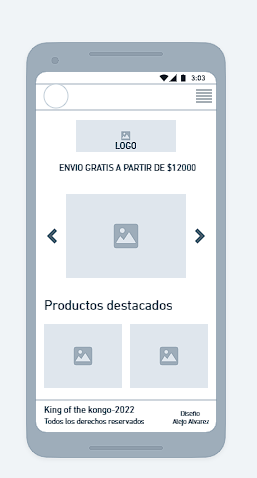 3:03
LOGO
ENVIO GRATIS A PARTIR DE $12000
Productos destacados
King of the kongo-2022
Todos los derechos reservados
Diseño
Alejo Alvarez